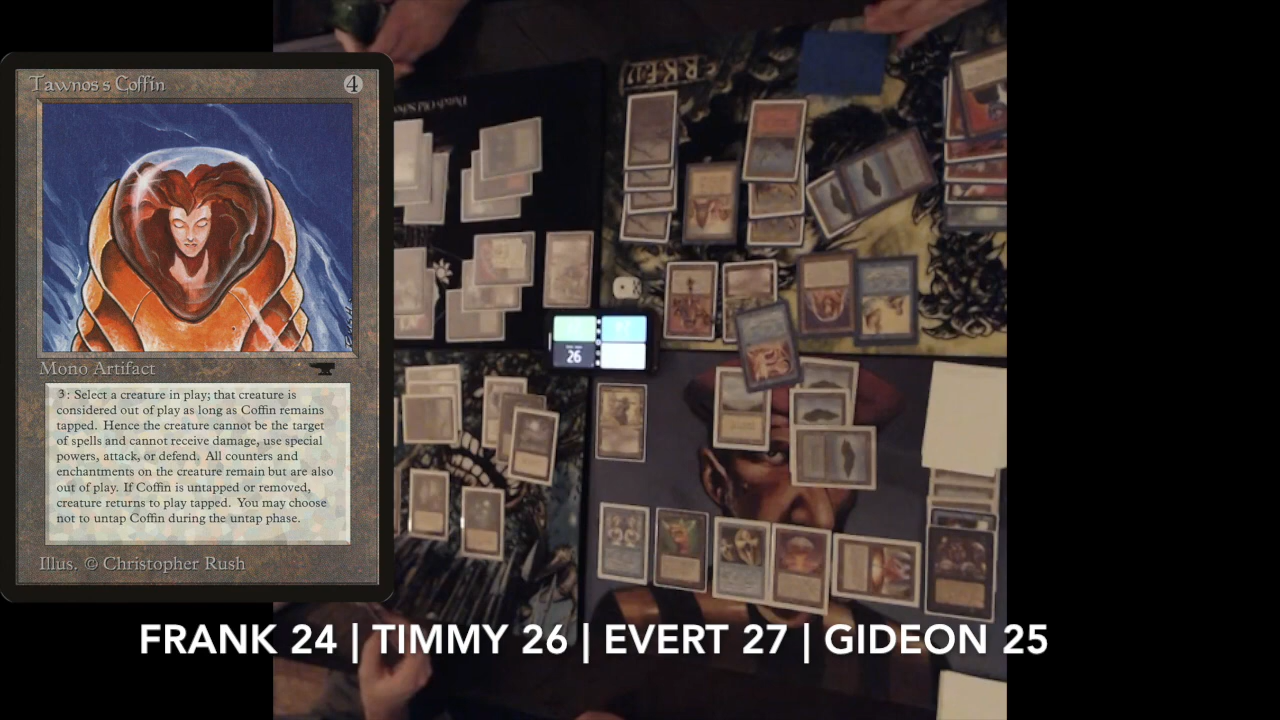 Tawnos's Coffin 4
Mono Artifact
3: Select a creature in play; that creature is
considered out of play as long as Coffin remains
tapped. Hence the creature cannot be the target
of spells and cannot receive damage, use special
powers, attack, or defend. All counters and
enchantments on the creature remain but are also
out of play. If Coffin is untapped or removed,
creature returns to play tapped. You may choose
not to untap Coffin during the untap phase.
Illus. © Christopher Rush
26
FRANK 24 | TIMMY 26 | EVERT 27 | GIDEON 25